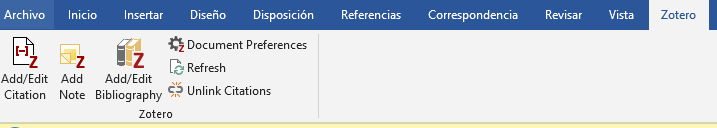 Archivo Inicio Insertar Diseño Disposición Referencias Correspondencia Revisar Vista Zotero
Add/Edit Citation
Add Note
Add/Edit Bibliography
Document Preferences
Refresh
Unlink Citations
Zotero